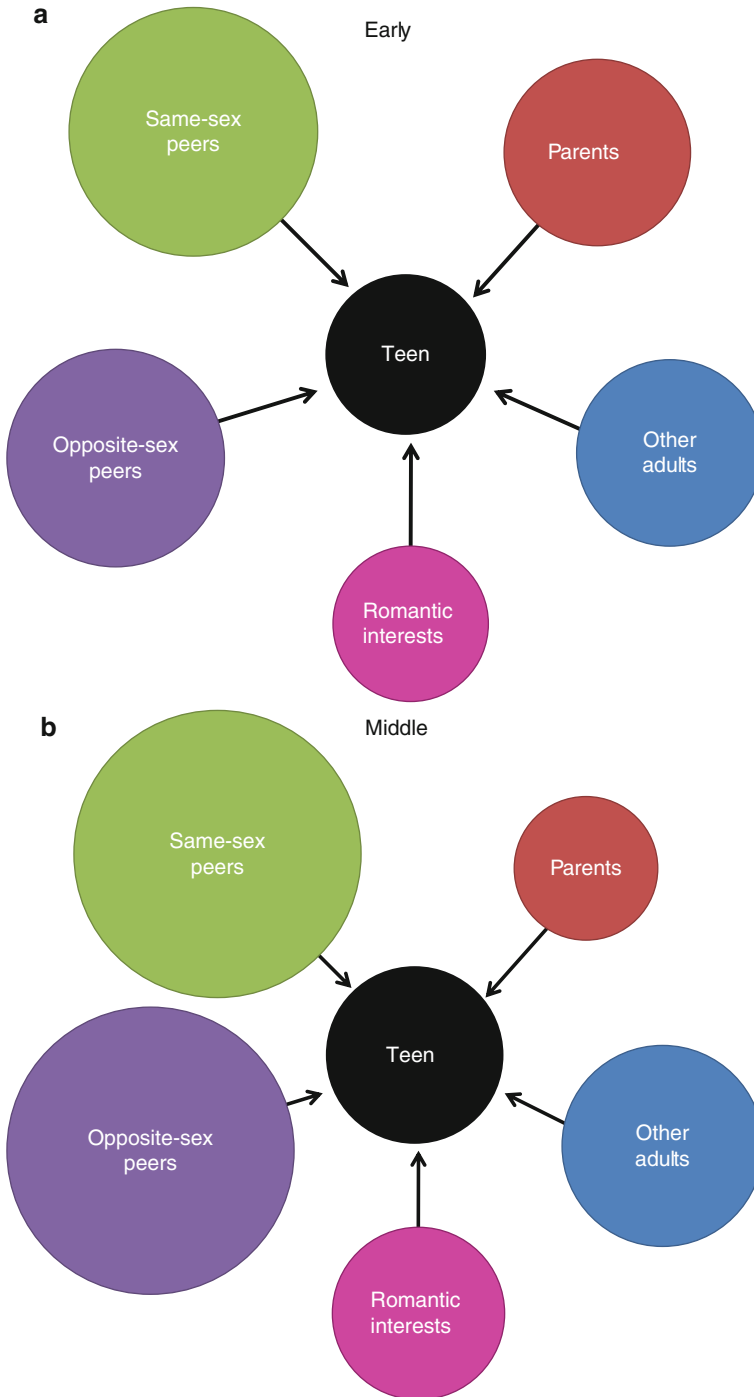 a
Early
Same-sex
peers
Parents
Teen
Opposite-sex
peers
Other
adults
Romantic
interests
b
Middle
Same-sex
peers
Parents
Teen
Opposite-sex
peers
Other
adults
Romantic
interests